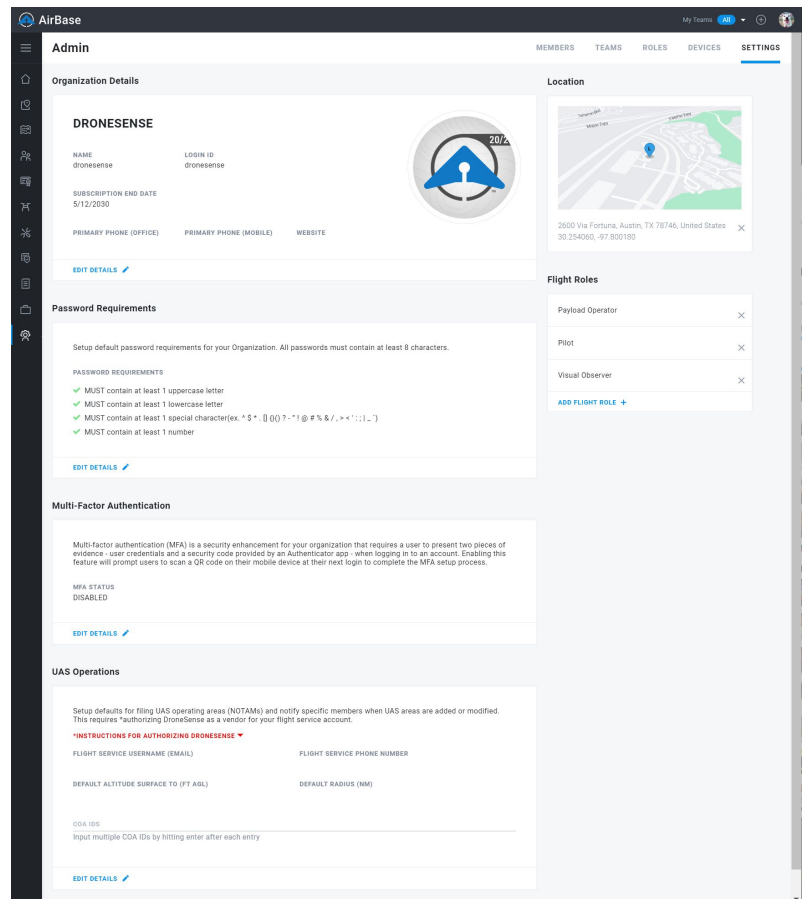 AirBase
My Teams All
Admin
MEMBERS TEAMS ROLES DEVICES SETTINGS
Organization Details
DRONESENSE
20/2
NAME LOGIN ID
dronesense dronesense
SUBSCRIPTION END DATE
5/12/2030
PRIMARY PHONE (OFFICE) PRIMARY PHONE (MOBILE) WEBSITE
EDIT DETAILS
Password Requirements
Setup default password requirements for your Organization. All passwords must contain at least 8 characters.
PASSWORD REQUIREMENTS
MUST contain at least 1 uppercase letter
MUST contain at least 1 lowercase letter
MUST contain at least 1 special character(ex. ^ $ * . [] {}() ? - " ! @ # % & / , > < ' : ; | _ `)
MUST contain at least 1 number
EDIT DETAILS
Multi-Factor Authentication
Multi-factor authentication (MFA) is a security enhancement for your organization that requires a user to present two pieces of
evidence - user credentials and a security code provided by an Authenticator app - when logging in to an account. Enabling this
feature will prompt users to scan a QR code on their mobile device at their next login to complete the MFA setup process.
MFA STATUS
DISABLED
EDIT DETAILS
UAS Operations
Setup defaults for filing UAS operating areas (NOTAMs) and notify specific members when UAS areas are added or modified.
This requires *authorizing DroneSense as a vendor for your flight service account.
*INSTRUCTIONS FOR AUTHORIZING DRONESENSE
FLIGHT SERVICE USERNAME (EMAIL) FLIGHT SERVICE PHONE NUMBER
DEFAULT ALTITUDE SURFACE TO (FT AGL) DEFAULT RADIUS (NM)
COA IDS
Input multiple COA IDs by hitting enter after each entry
EDIT DETAILS
Location
L
2600 Via Fortuna, Austin, TX 78746, United States
30.254060, -97.800180
Flight Roles
Payload Operator
Pilot
Visual Observer
ADD FLIGHT ROLE +